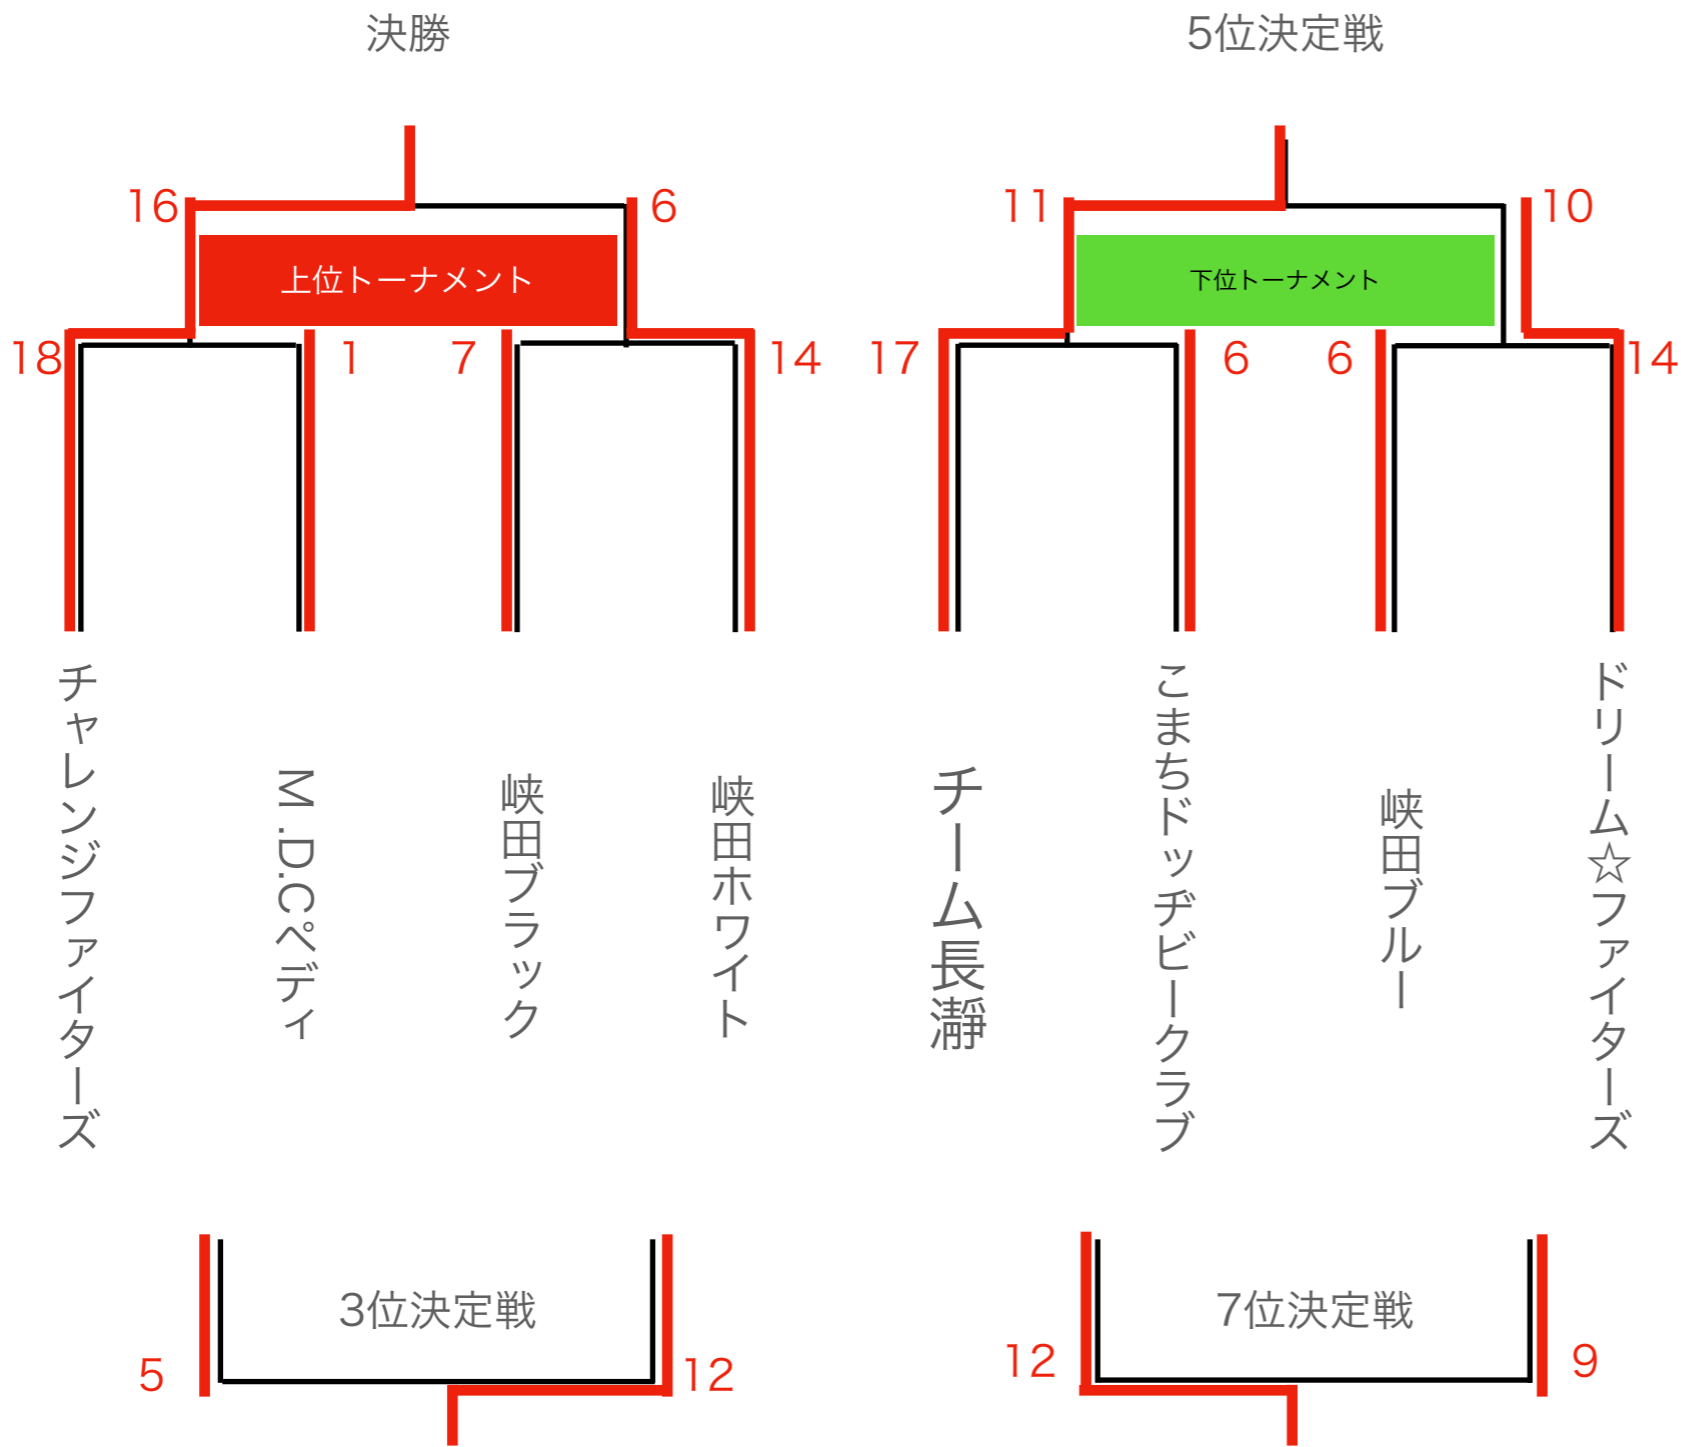 決勝
5位決定戦
16
6
11
10
上位トーナメント
下位トーナメント
18
1
7
14
17
6
6
14
チャレンジファイターズ
M .D.Cペディ
峡田ブラック
峡田ホワイト
チーム長瀞
こまちドッヂビークラブ
峡田ブルー
ドリーム☆ファイターズ
3位決定戦
7位決定戦
5
12
12
9